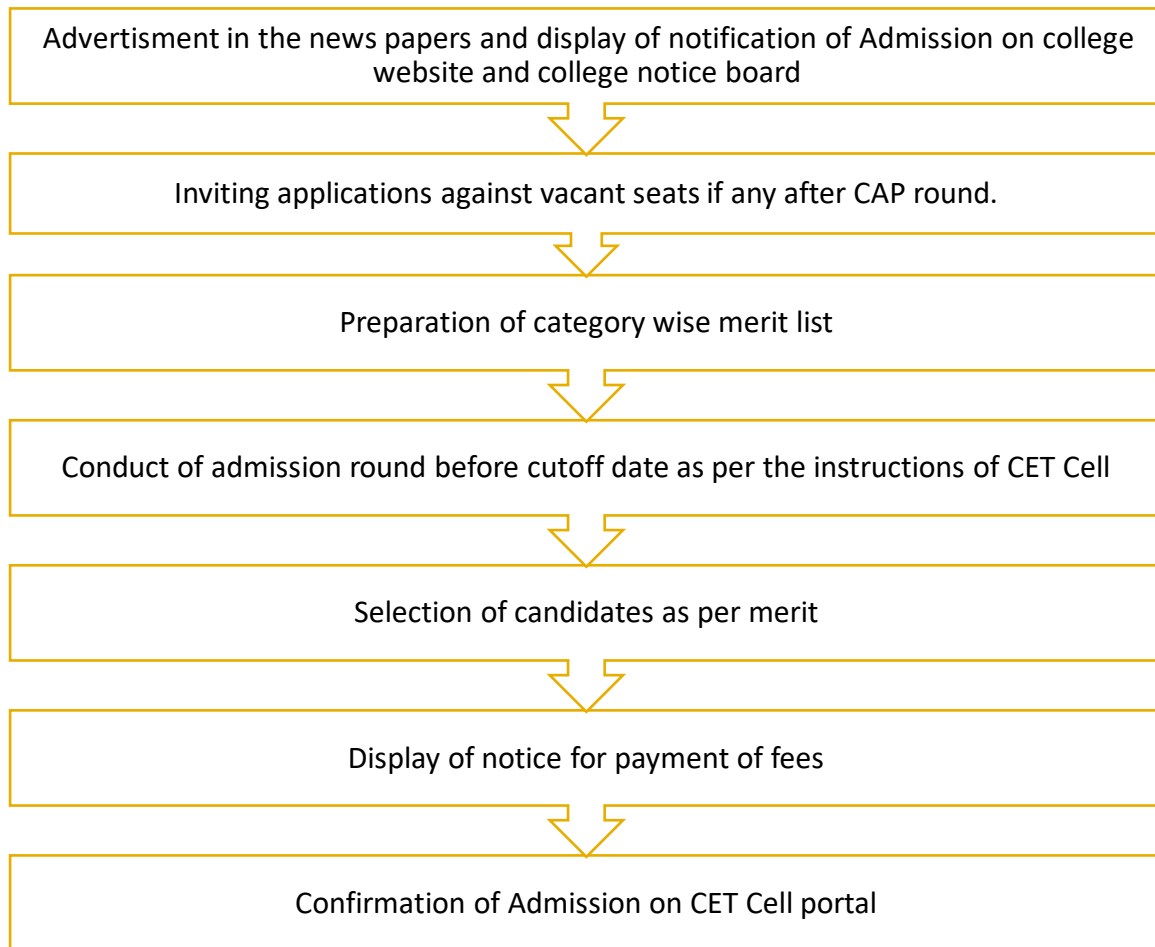 Advertisment in the news papers and display of notification of Admission on college
website and college notice board
Inviting applications against vacant seats if any after CAP round.
Preparation of category wise merit list
Conduct of admission round before cutoff date as per the instructions of CET Cell
Selection of candidates as per merit
Display of notice for payment of fees
Confirmation of Admission on CET Cell portal